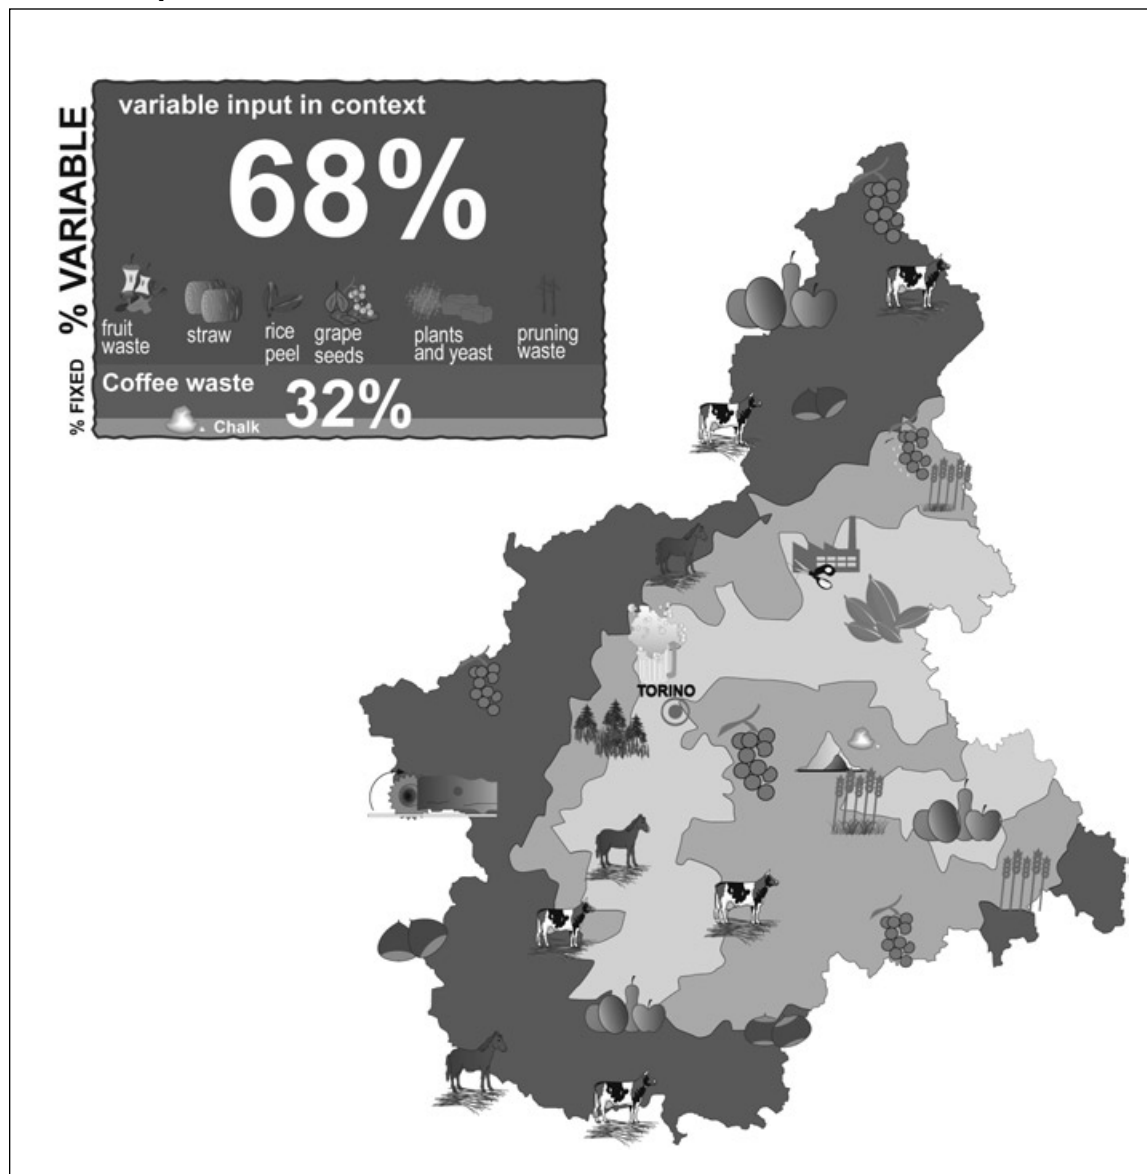 variable input in context
68%
% FIXED % VARIABLE
fruit
waste
straw
rice
peel
grape
seeds
plants
and yeast
pruning
waste
Coffee waste
32%
Chalk
TORINO